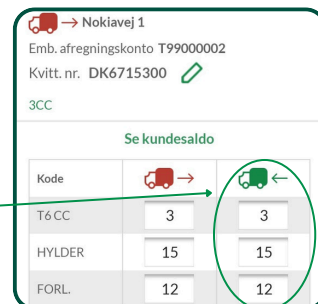 → Nokiavej 1
Emb. afregningskonto T99000002
Kvitt. nr. DK6715300
3CC
Se kundesaldo
Kode → ←
T6 CC 3 3
HYLDER 15 15
FORL. 12 12